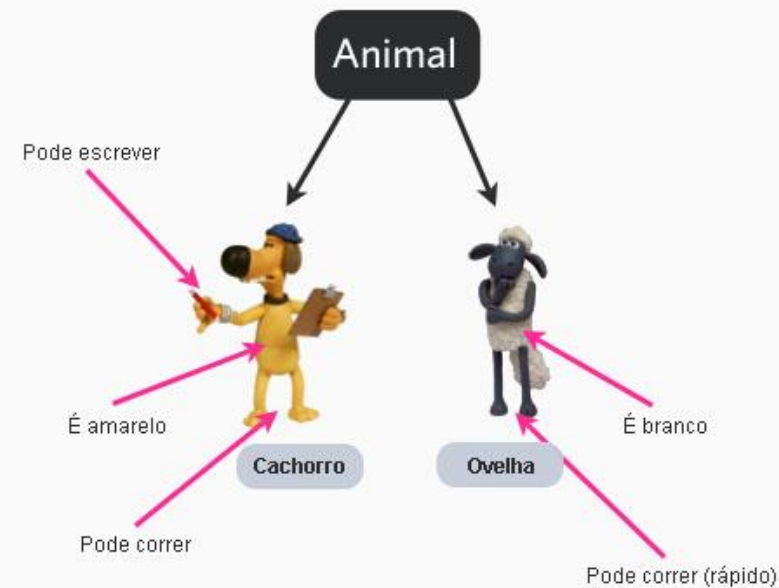 Animal
Pode escrever
É amarelo
É branco
Cachorro
Ovelha
Pode correr
Pode correr (rápido)